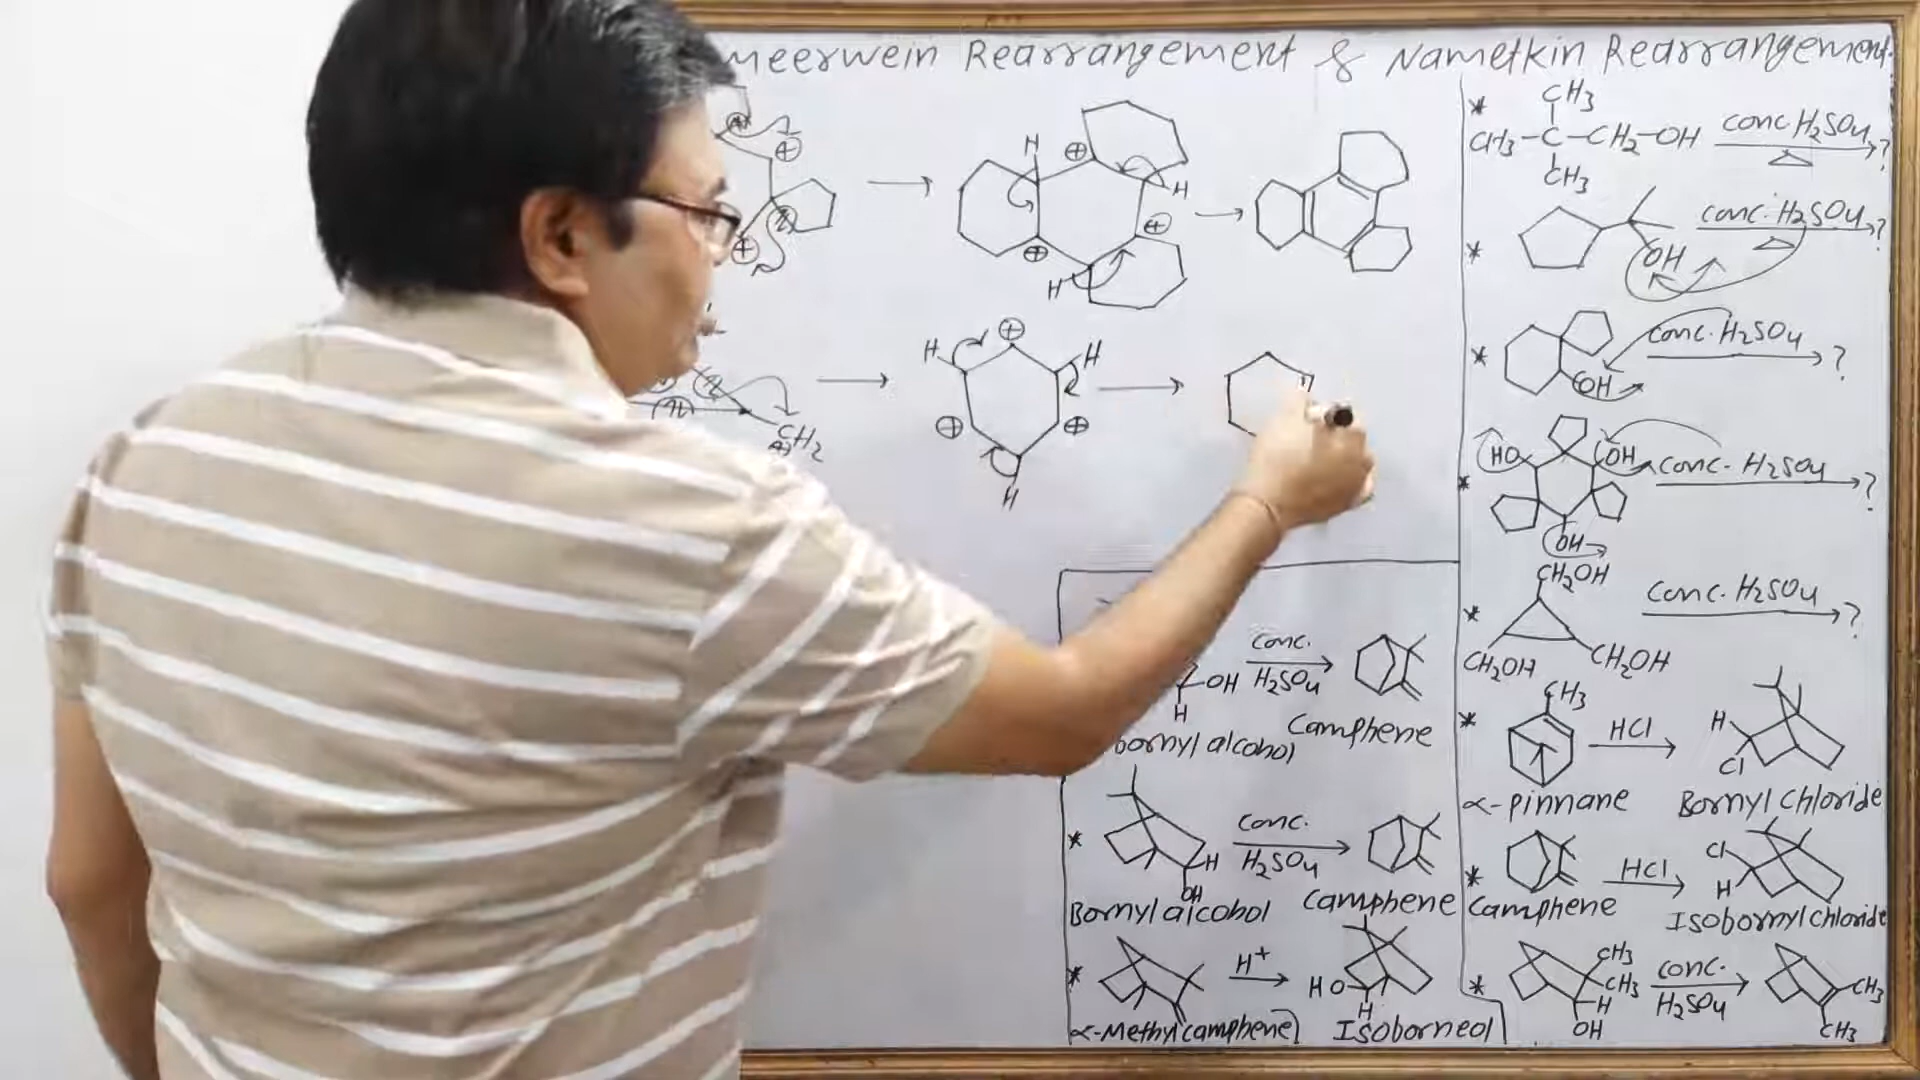 meerwein Rearrangement & Nametkin Rearrangement
H
⊕
H
⊕
⊕
H
⊕
⊕
CH2
H
⊕
H
⊕
⊕
H
* CH3
CH3-C-CH2-OH conc. H2SO4 ?
△
CH3
* OH conc. H2SO4 ?
△
* OH conc. H2SO4 ?
* HO OH conc. H2SO4 ?
OH
* CH2OH conc. H2SO4 ?
CH2OH CH2OH
* CH3 HCl H
Cl
α-pinnane Bornyl chloride
* HCl Cl
H
Camphene Isobornyl chloride
* CH3
CH3
H
OH conc.
H2SO4 CH3
CH3
OH
H conc.
H2SO4
bornyl alcohol Camphene
* H
OH conc.
H2SO4
Bornyl alcohol Camphene
* H+ HO
H
α-Methyl camphene Isoborneol